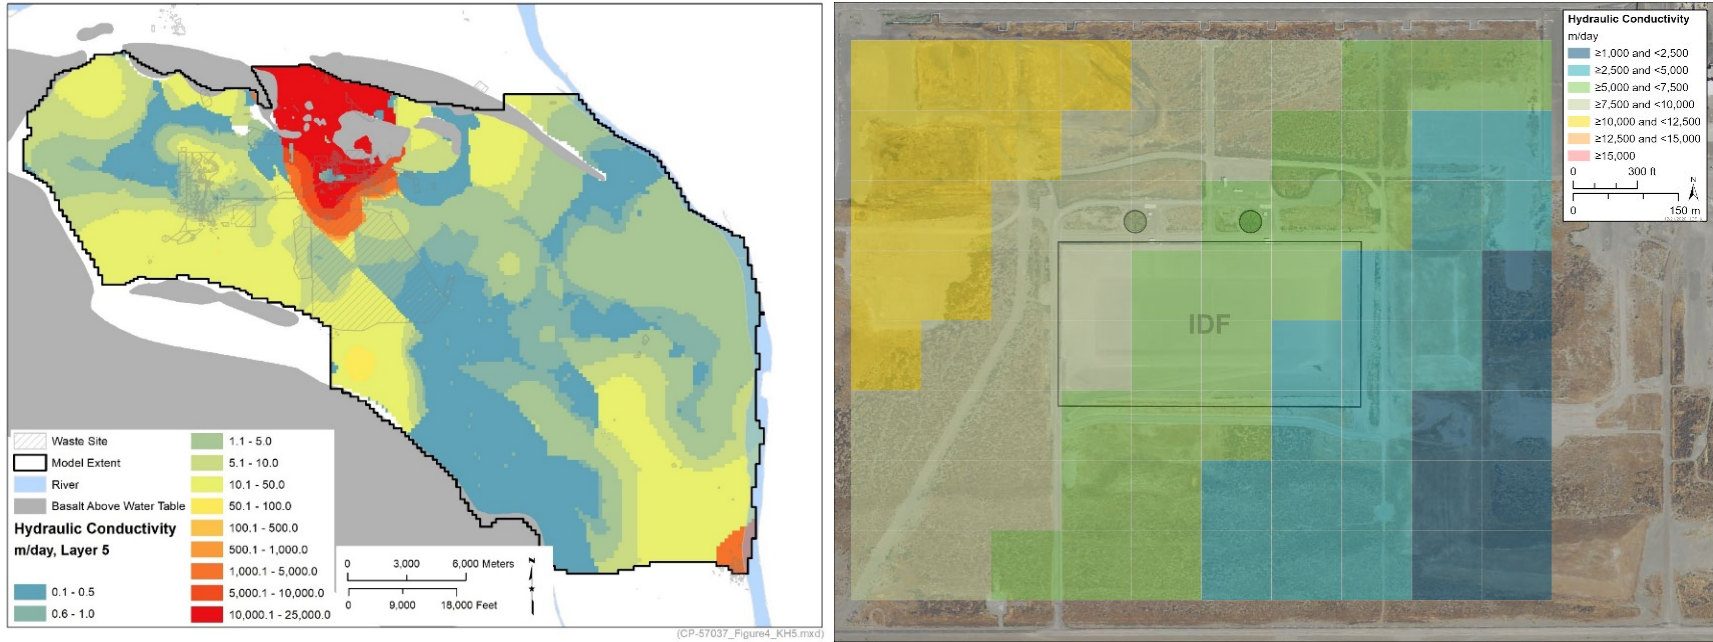 Waste Site
Model Extent
River
Basalt Above Water Table
Hydraulic Conductivity
m/day, Layer 5
0.1 - 0.5
0.6 - 1.0
1.1 - 5.0
5.1 - 10.0
10.1 - 50.0
50.1 - 100.0
100.1 - 500.0
500.1 - 1,000.0
1,000.1 - 5,000.0
5,000.1 - 10,000.0
10,000.1 - 25,000.0
0 3,000 6,000 Meters
0 9,000 18,000 Feet
N
(CP-57037_Figure4_KH5.mxd)
IDF
Hydraulic Conductivity
m/day
≥1,000 and <2,500
≥2,500 and <5,000
≥5,000 and <7,500
≥7,500 and <10,000
≥10,000 and <12,500
≥12,500 and <15,000
≥15,000
0 300 ft
N
0 150 m